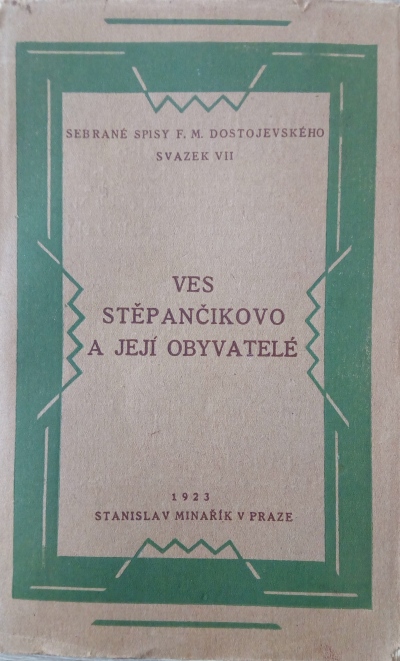 SEBRANÉ SPISY F. M. DOSTOJEVSKÉHO
SVAZEK VII
VES
STĚPANČIKOVO
A JEJÍ OBYVATELÉ
1923
STANISLAV MINAŘÍK V PRAZE